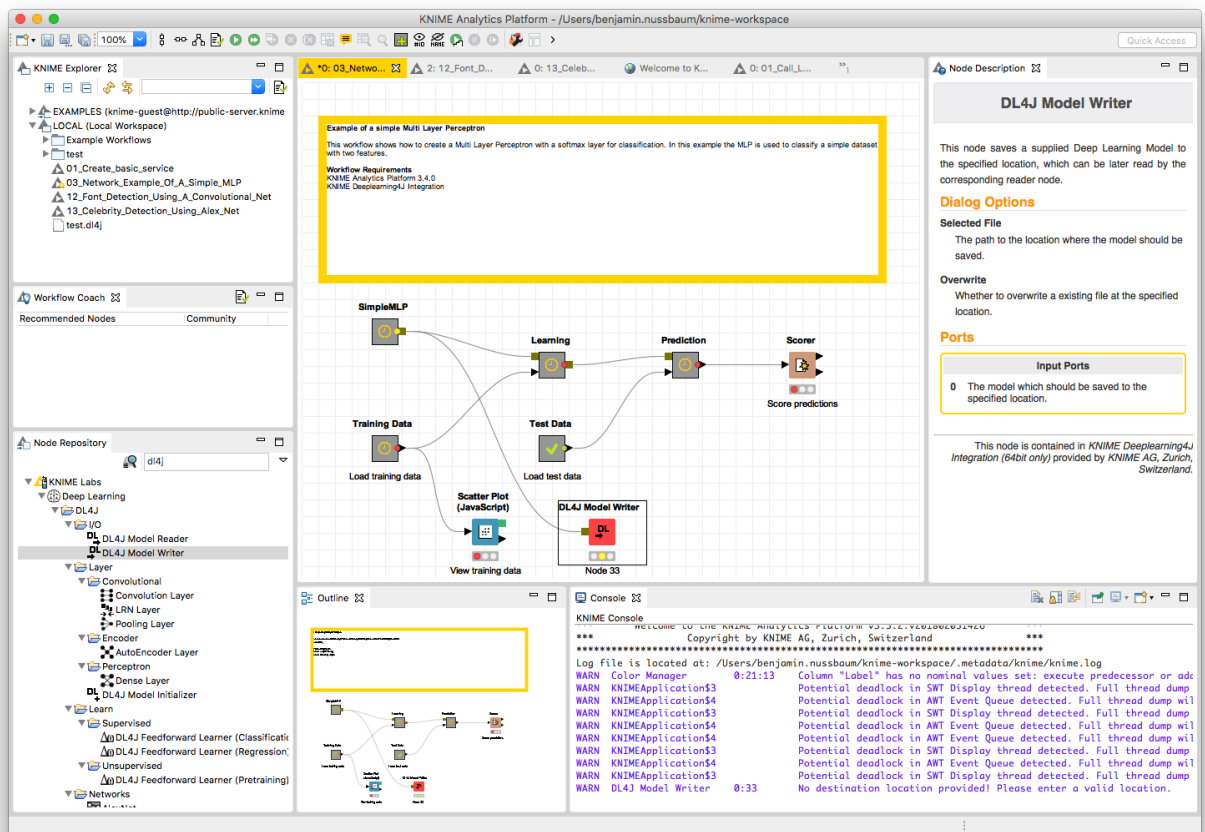 KNIME Analytics Platform - /Users/benjamin.nussbaum/knime-workspace
100%
Quick Access
KNIME Explorer
EXAMPLES (knime-guest@http://public-server.knime
LOCAL (Local Workspace)
Example Workflows
test
01_Create_basic_service
03_Network_Example_Of_A_Simple_MLP
12_Font_Detection_Using_A_Convolutional_Net
13_Celebrity_Detection_Using_Alex_Net
test.dl4j
Workflow Coach
Recommended Nodes Community
Node Repository
dl4j
KNIME Labs
Deep Learning
DL4J
I/O
DL4J Model Reader
DL4J Model Writer
Layer
Convolutional
Convolution Layer
LRN Layer
Pooling Layer
Encoder
AutoEncoder Layer
Perceptron
Dense Layer
DL4J Model Initializer
Learn
Supervised
DL4J Feedforward Learner (Classificatic
DL4J Feedforward Learner (Regression)
Unsupervised
DL4J Feedforward Learner (Pretraining)
Networks
*0: 03_Netwo... 2: 12_Font_D... 0: 13_Celeb... Welcome to K... 0: 01_Call_L... »1
Example of a simple Multi Layer Perceptron
This workflow shows how to create a Multi Layer Perceptron with a softmax layer for classification. In this example the MLP is used to classify a simple dataset
with two features.
Workflow Requirements
KNIME Analytics Platform 3.4.0
KNIME Deeplearning4J Integration
SimpleMLP
Learning
Prediction
Scorer
Score predictions
Training Data
Load training data
Test Data
Load test data
Scatter Plot
(JavaScript)
View training data
DL4J Model Writer
DL
Node 33
Node Description
DL4J Model Writer
This node saves a supplied Deep Learning Model to
the specified location, which can be later read by the
corresponding reader node.
Dialog Options
Selected File
The path to the location where the model should be
saved.
Overwrite
Whether to overwrite a existing file at the specified
location.
Ports
Input Ports
0 The model which should be saved to the
specified location.
This node is contained in KNIME Deeplearning4J
Integration (64bit only) provided by KNIME AG, Zurich,
Switzerland.
Outline
Console
KNIME Console
*** Welcome to the KNIME Analytics Platform v3.5.2.v201802051426 ***
*** Copyright by KNIME AG, Zurich, Switzerland ***
Log file is located at: /Users/benjamin.nussbaum/knime-workspace/.metadata/knime/knime.log
WARN Color Manager 0:21:13 Column "Label" has no nominal values set: execute predecessor or add
WARN KNIMEApplication$3 Potential deadlock in SWT Display thread detected. Full thread dump
WARN KNIMEApplication$4 Potential deadlock in AWT Event Queue detected. Full thread dump wil
WARN KNIMEApplication$3 Potential deadlock in SWT Display thread detected. Full thread dump
WARN KNIMEApplication$4 Potential deadlock in AWT Event Queue detected. Full thread dump wil
WARN KNIMEApplication$4 Potential deadlock in AWT Event Queue detected. Full thread dump wil
WARN KNIMEApplication$3 Potential deadlock in SWT Display thread detected. Full thread dump
WARN KNIMEApplication$4 Potential deadlock in AWT Event Queue detected. Full thread dump wil
WARN KNIMEApplication$3 Potential deadlock in SWT Display thread detected. Full thread dump
WARN DL4J Model Writer 0:33 No destination location provided! Please enter a valid location.